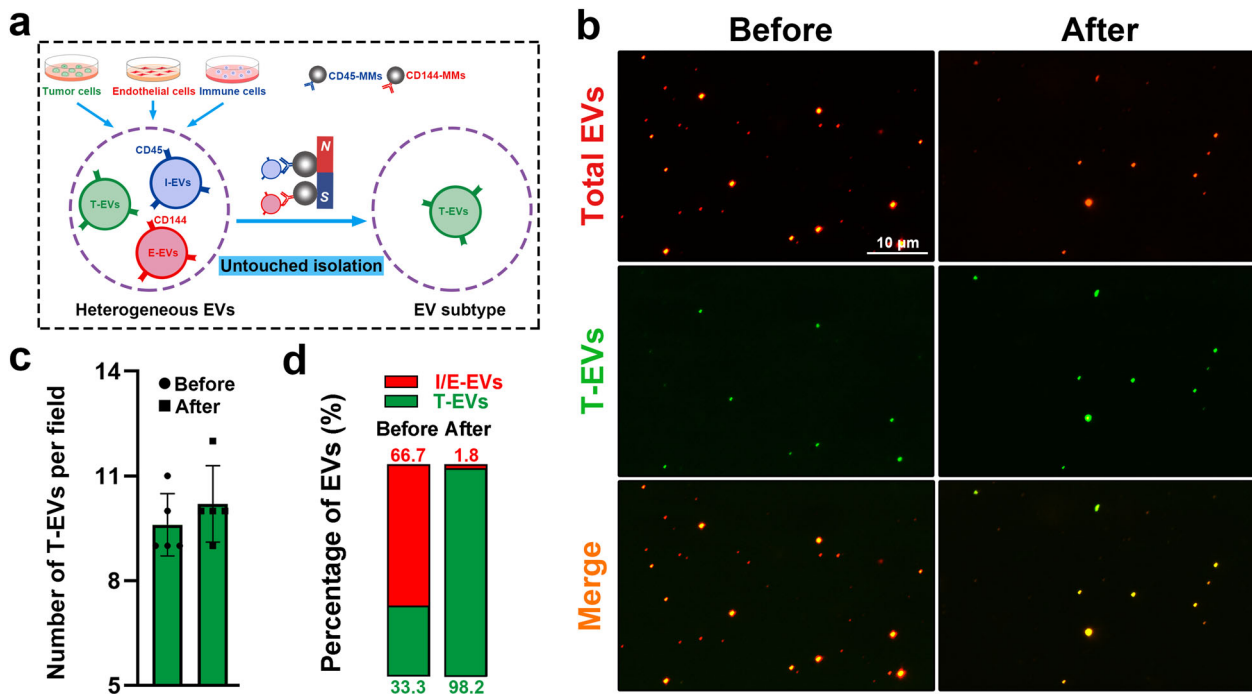 a
Tumor cells
Endothelial cells
Immune cells
CD45-MMs
CD144-MMs
CD45
I-EVs
T-EVs
CD144
E-EVs
N
S
T-EVs
Untouched isolation
Heterogeneous EVs
EV subtype
b
Before
After
Total EVs
10 μm
T-EVs
Merge
c
Number of T-EVs per field
14
11
8
5
Before
After
d
Percentage of EVs (%)
I/E-EVs
T-EVs
Before After
66.7 1.8
33.3 98.2